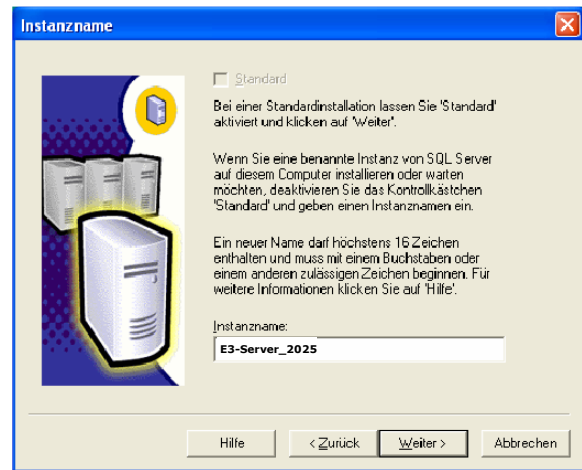 Instanzname
Standard
Bei einer Standardinstallation lassen Sie 'Standard'
aktiviert und klicken auf 'Weiter'.
Wenn Sie eine benannte Instanz von SQL Server
auf diesem Computer installieren oder warten
möchten, deaktivieren Sie das Kontrollkästchen
'Standard' und geben einen Instanznamen ein.
Ein neuer Name darf höchstens 16 Zeichen
enthalten und muss mit einem Buchstaben oder
einem anderen zulässigen Zeichen beginnen. Für
weitere Informationen klicken Sie auf 'Hilfe'.
Instanzname:
E3-Server_2025
Hilfe
< Zurück
Weiter >
Abbrechen